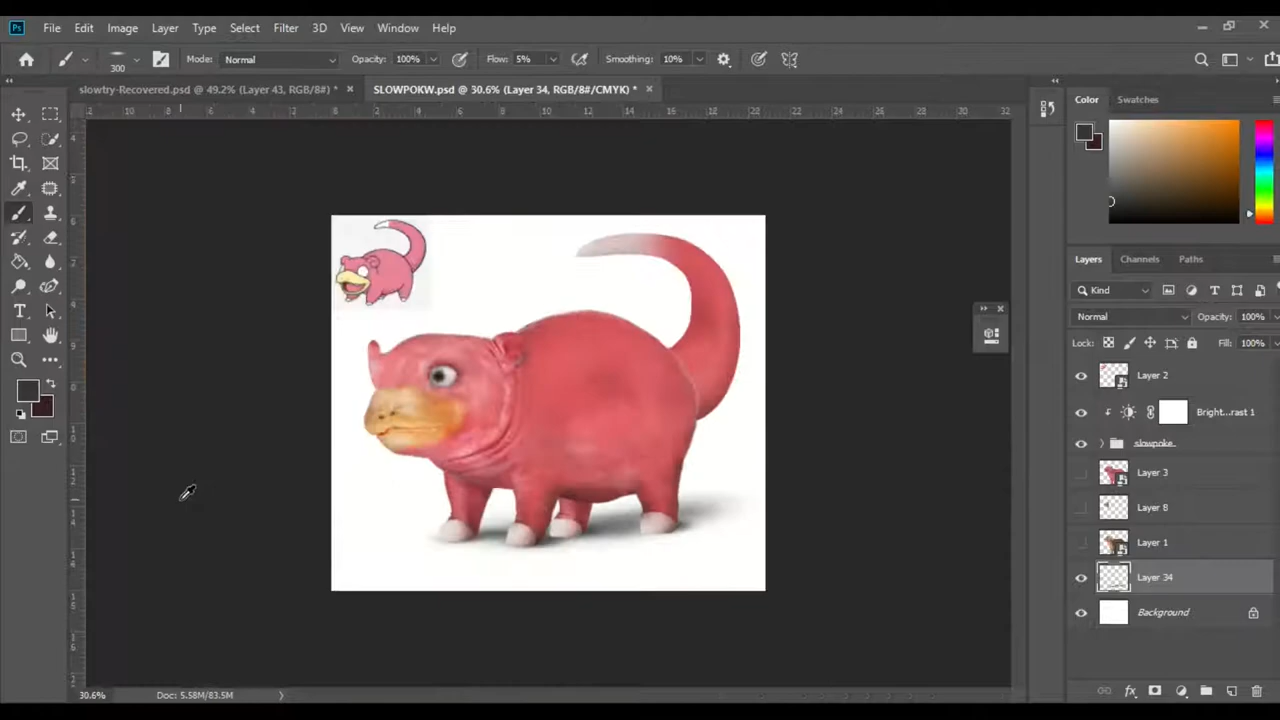 Ps File Edit Image Layer Type Select Filter 3D View Window Help
300 Mode: Normal Opacity: 100% Flow: 5% Smoothing: 10%
slowtry-Recovered.psd @ 49.2% (Layer 43, RGB/8#) * × SLOWPOKW.psd @ 30.6% (Layer 34, RGB/8#/CMYK) * ×
Color Swatches
Layers Channels Paths
Kind
Normal Opacity: 100%
Lock: Fill: 100%
Layer 2
Bright...rast 1
slowpoke
Layer 3
Layer 8
Layer 1
Layer 34
Background
30.6% Doc: 5.58M/83.5M